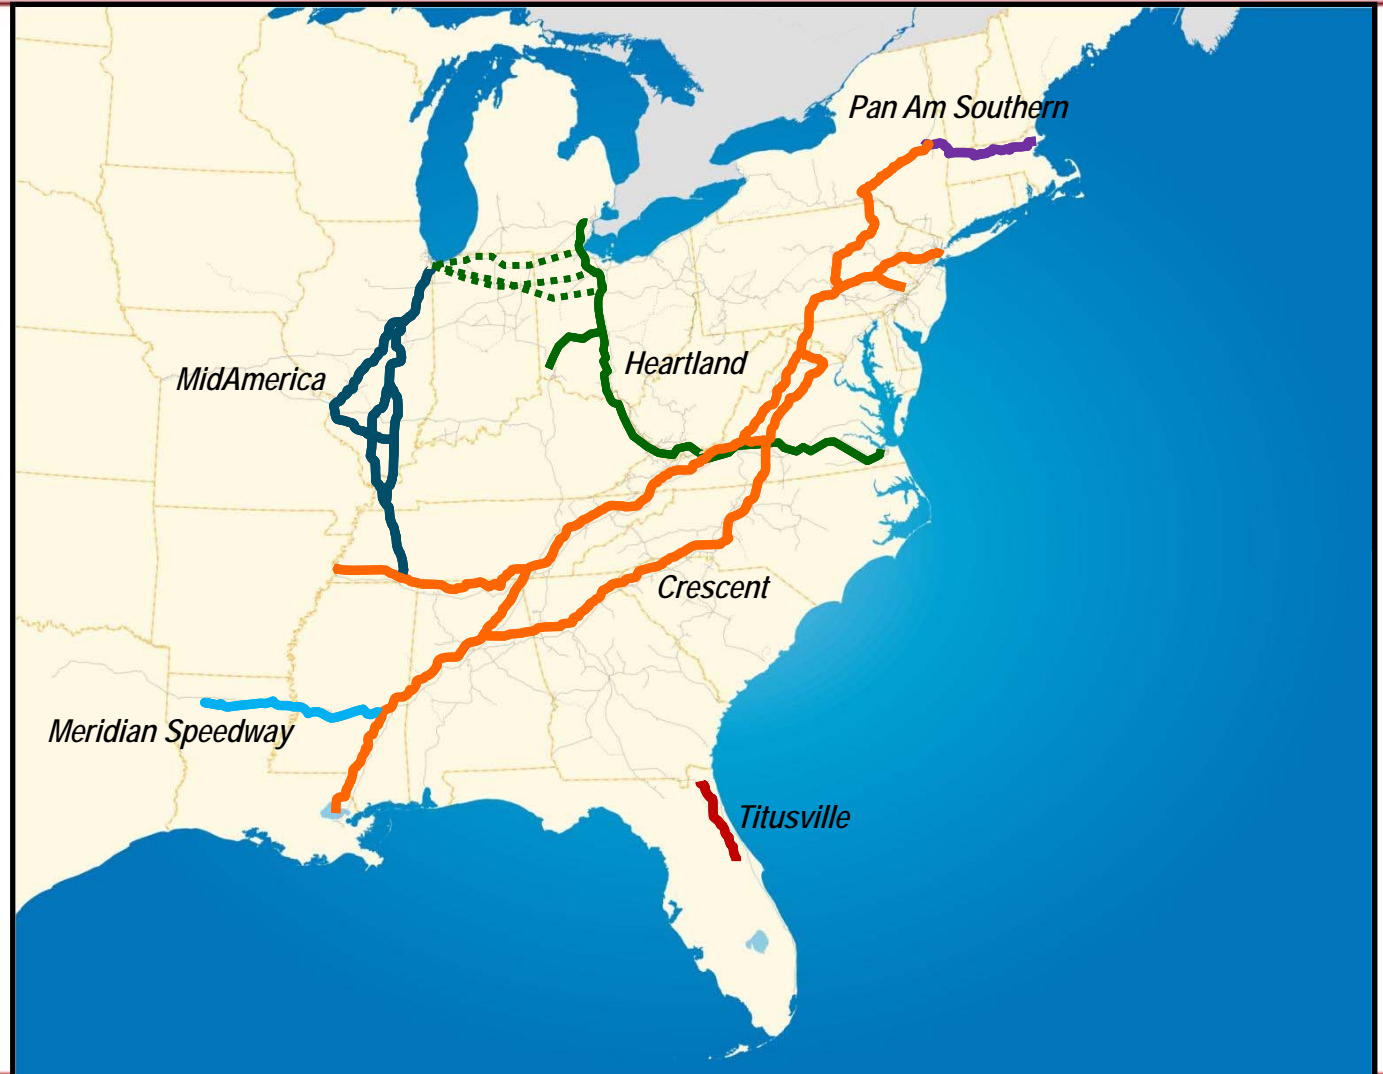 Pan Am Southern
Heartland
MidAmerica
Crescent
Meridian Speedway
Titusville